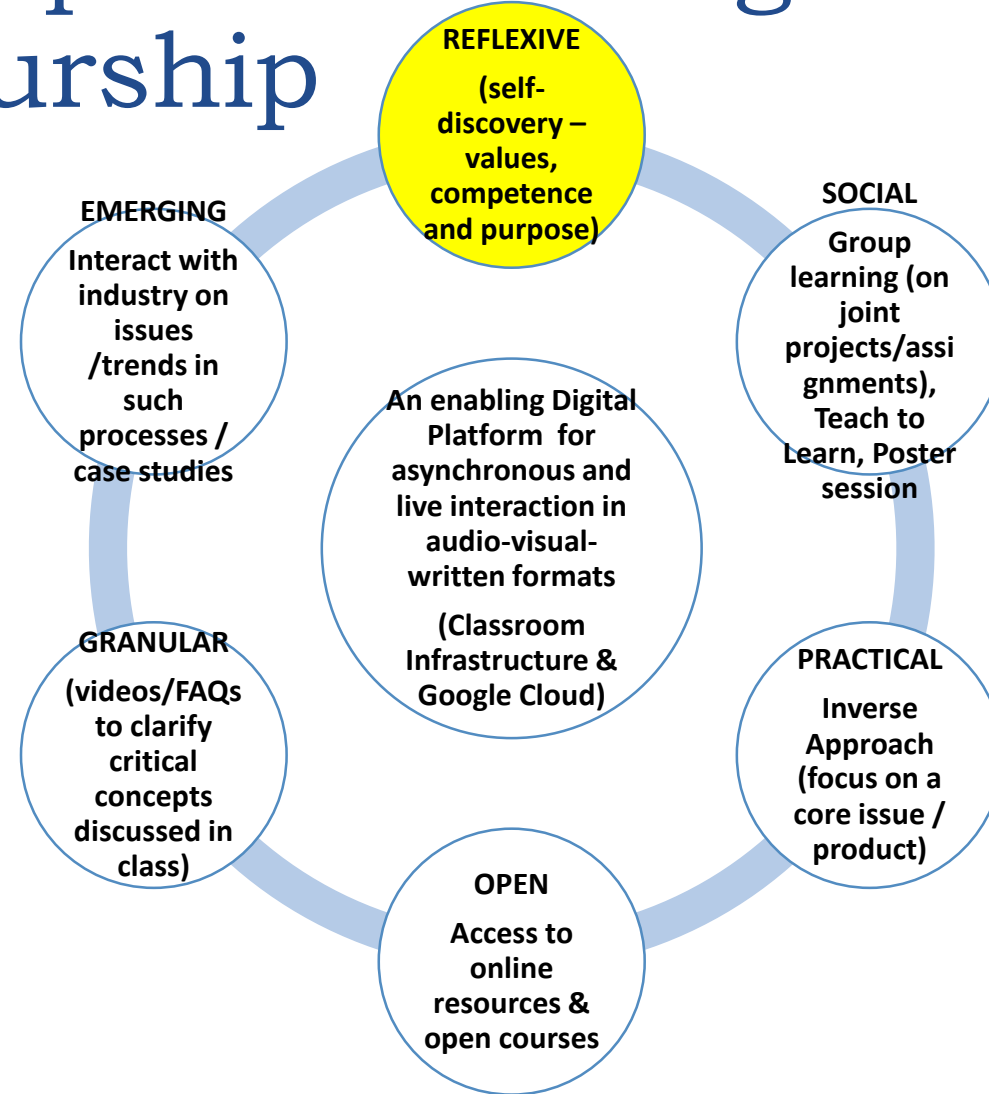 urship
REFLEXIVE
(self-
discovery –
values,
competence
and purpose)
SOCIAL
Group
learning (on
joint
projects/assi
gnments),
Teach to
Learn, Poster
session
PRACTICAL
Inverse
Approach
(focus on a
core issue /
product)
OPEN
Access to
online
resources &
open courses
GRANULAR
(videos/FAQs
to clarify
critical
concepts
discussed in
class)
EMERGING
Interact with
industry on
issues
/trends in
such
processes /
case studies
An enabling Digital
Platform for
asynchronous and
live interaction in
audio-visual-
written formats
(Classroom
Infrastructure &
Google Cloud)